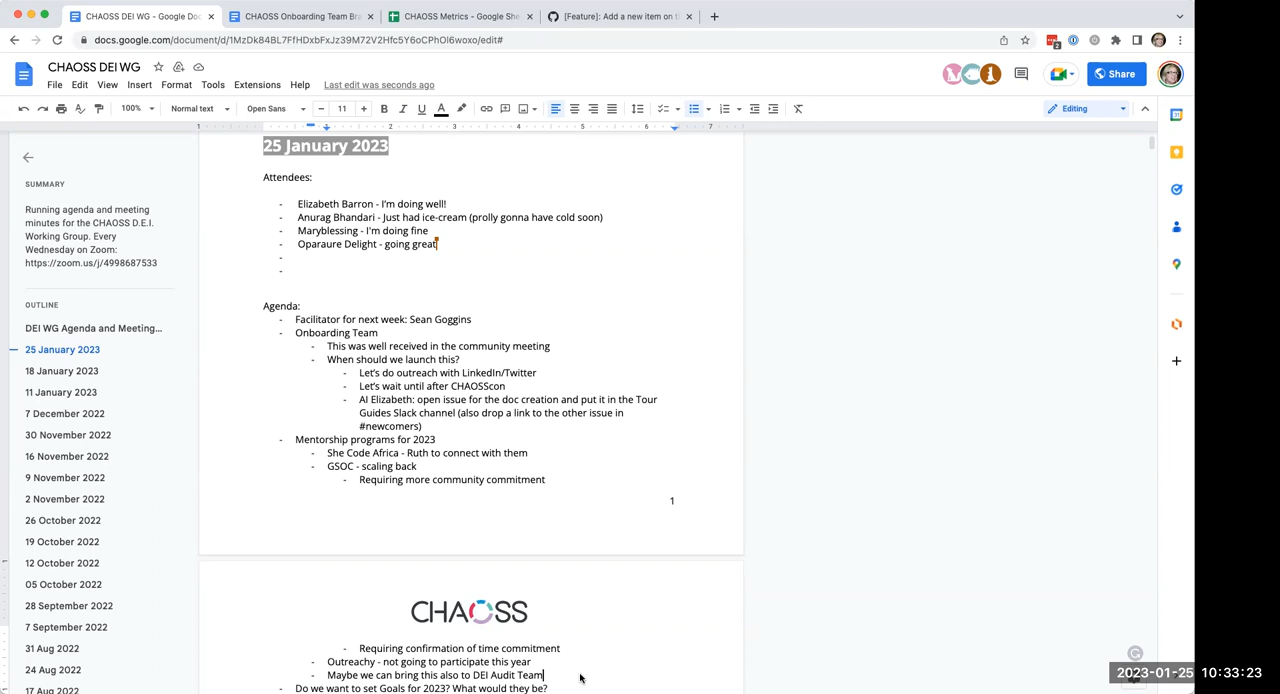 CHAOSS DEI WG - Google Doc
CHAOSS Onboarding Team Bra
CHAOSS Metrics - Google She
[Feature]: Add a new item on t
docs.google.com/document/d/1MzDk84BL7FfHDxbFxJz39M72V2Hfc5Y6oCPhOl6woxo/edit#
2
CHAOSS DEI WG
File Edit View Insert Format Tools Extensions Help Last edit was seconds ago
Share
100% Normal text Open Sans 11 B I U A Editing
1 1 2 3 4 5 6 7
SUMMARY
Running agenda and meeting
minutes for the CHAOSS D.E.I.
Working Group. Every
Wednesday on Zoom:
https://zoom.us/j/4998687533
OUTLINE
DEI WG Agenda and Meeting...
25 January 2023
18 January 2023
11 January 2023
7 December 2022
30 November 2022
16 November 2022
9 November 2022
2 November 2022
26 October 2022
19 October 2022
12 October 2022
05 October 2022
28 September 2022
7 September 2022
31 Aug 2022
24 Aug 2022
17 Aug 2022
25 January 2023
Attendees:
- Elizabeth Barron - I'm doing well!
- Anurag Bhandari - Just had ice-cream (prolly gonna have cold soon)
- Maryblessing - I'm doing fine
- Oparaure Delight - going great
-
-
Agenda:
- Facilitator for next week: Sean Goggins
- Onboarding Team
- This was well received in the community meeting
- When should we launch this?
- Let's do outreach with LinkedIn/Twitter
- Let's wait until after CHAOSScon
- AI Elizabeth: open issue for the doc creation and put it in the Tour
Guides Slack channel (also drop a link to the other issue in
#newcomers)
- Mentorship programs for 2023
- She Code Africa - Ruth to connect with them
- GSOC - scaling back
- Requiring more community commitment
1
CHAOSS
- Requiring confirmation of time commitment
- Outreachy - not going to participate this year
- Maybe we can bring this also to DEI Audit Team
- Do we want to set Goals for 2023? What would they be?
2023-01-25 10:33:23